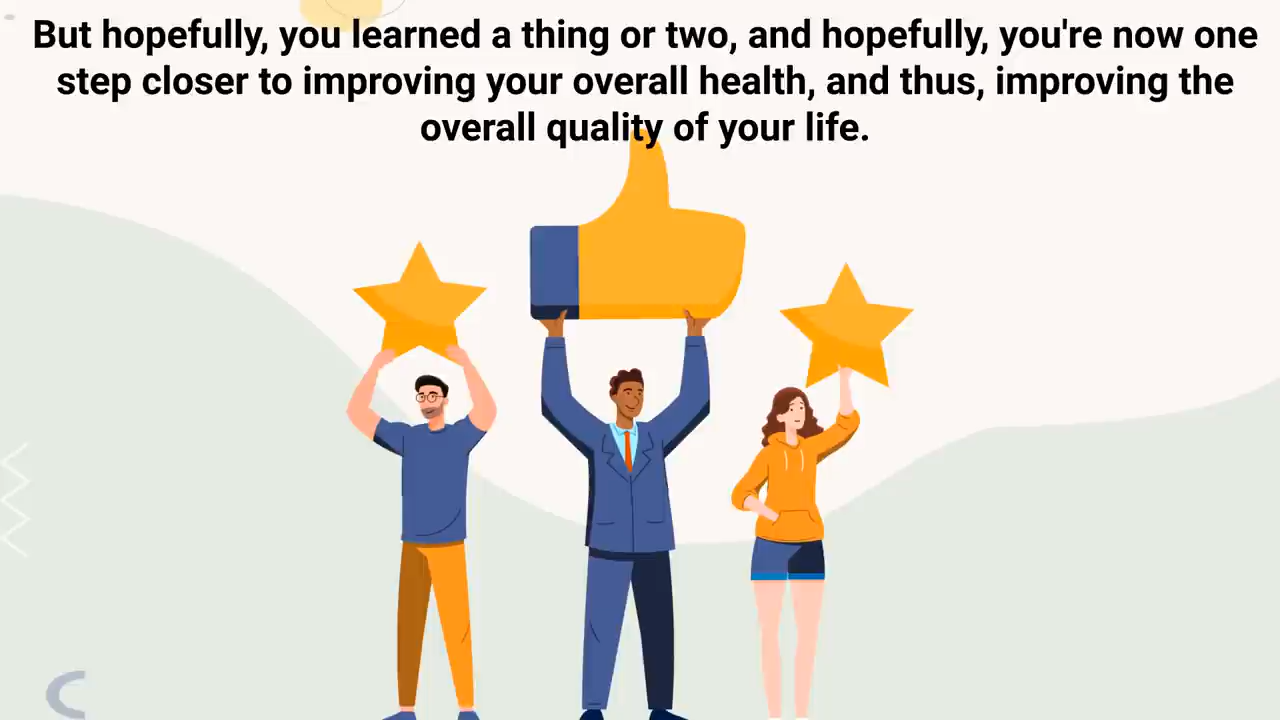 But hopefully, you learned a thing or two, and hopefully, you're now one
step closer to improving your overall health, and thus, improving the
overall quality of your life.